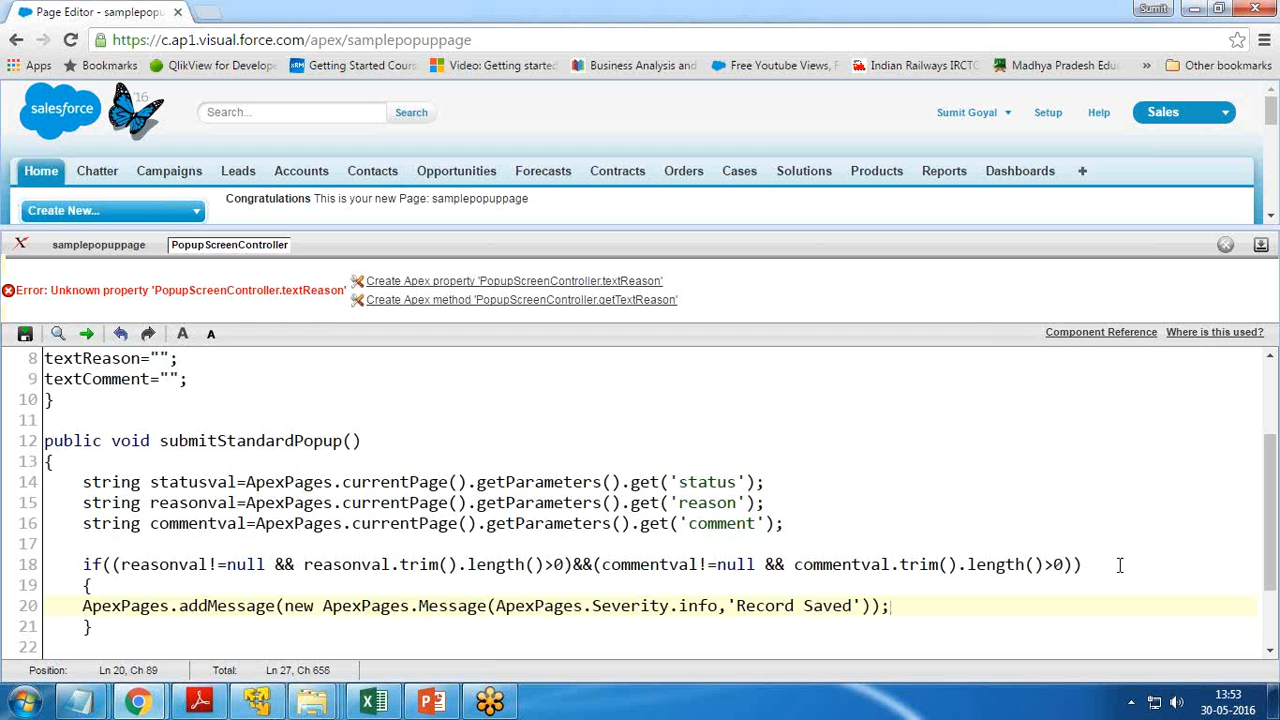 Page Editor - samplepopu
Sumit
https://c.ap1.visual.force.com/apex/samplepopuppage
Apps Bookmarks QlikView for Develope Getting Started Cours Video: Getting started Business Analysis and Free Youtube Views, F Indian Railways IRCTC Madhya Pradesh Edu » Other bookmarks
salesforce '16 Search... Search Sumit Goyal Setup Help Sales
Home Chatter Campaigns Leads Accounts Contacts Opportunities Forecasts Contracts Orders Cases Solutions Products Reports Dashboards +
Create New...
Congratulations This is your new Page: samplepopuppage
samplepopuppage PopupScreenController
Error: Unknown property 'PopupScreenController.textReason'
Create Apex property 'PopupScreenController.textReason'
Create Apex method 'PopupScreenController.getTextReason'
A A Component Reference Where is this used?
8 textReason="";
9 textComment="";
10 }
11
12 public void submitStandardPopup()
13 {
14 string statusval=ApexPages.currentPage().getParameters().get('status');
15 string reasonval=ApexPages.currentPage().getParameters().get('reason');
16 string commentval=ApexPages.currentPage().getParameters().get('comment');
17
18 if((reasonval!=null && reasonval.trim().length()>0)&&(commentval!=null && commentval.trim().length()>0))
19 {
20 ApexPages.addMessage(new ApexPages.Message(ApexPages.Severity.info,'Record Saved'));
21 }
22
Position: Ln 20, Ch 89 Total: Ln 27, Ch 656
13:53
30-05-2016